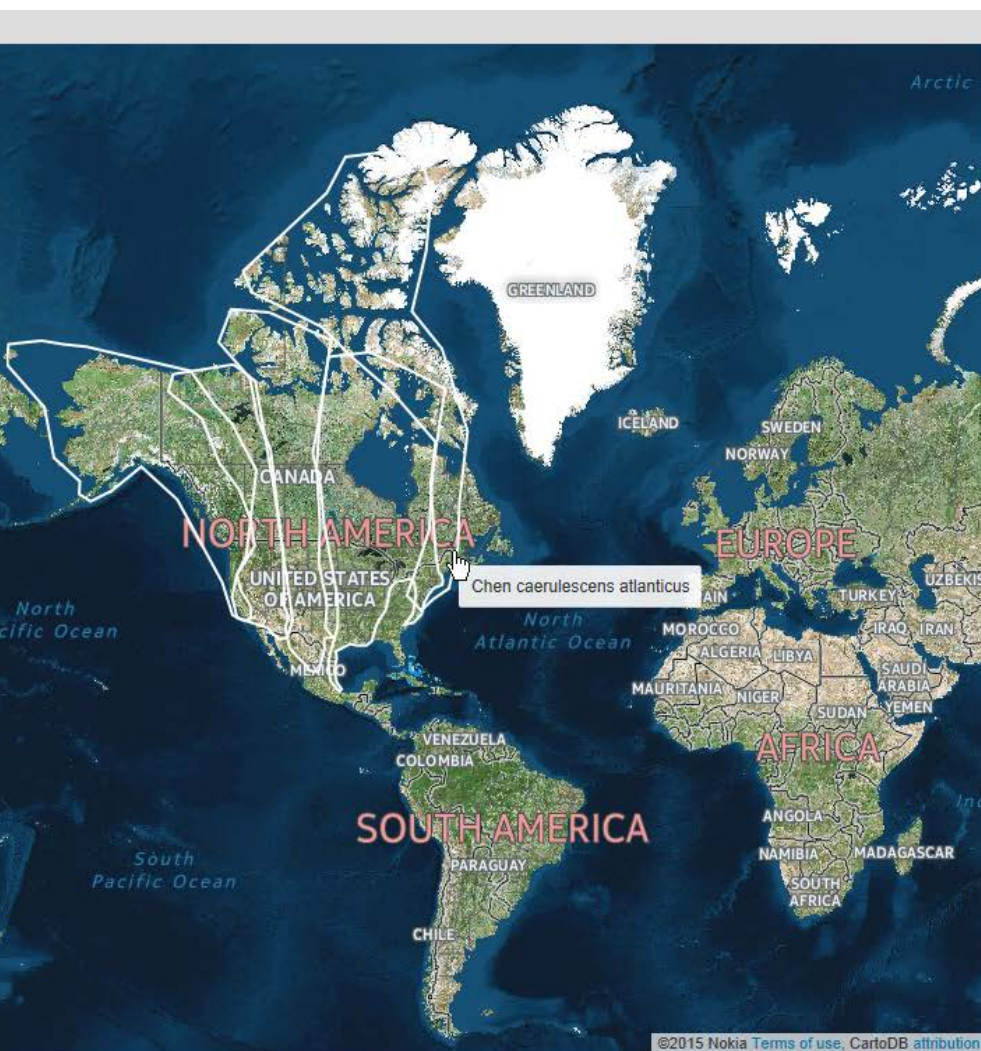 Arctic
GREENLAND
ICELAND
SWEDEN
NORWAY
CANADA
NORTH AMERICA
EUROPE
UNITED STATES
OF AMERICA
Chen caerulescens atlanticus
AIN
TURKEY
UZBEKIS
North
cific Ocean
North
Atlantic Ocean
MOROCCO
IRAQ
IRAN
ALGERIA
LIBYA
MEXICO
SAUDI
ARABIA
MAURITANIA
NIGER
SUDAN
YEMEN
VENEZUELA
COLOMBIA
AFRICA
Ind
SOUTH AMERICA
ANGOLA
South
Pacific Ocean
PARAGUAY
NAMIBIA
MADAGASCAR
SOUTH
AFRICA
CHILE
©2015 Nokia Terms of use, CartoDB attribution